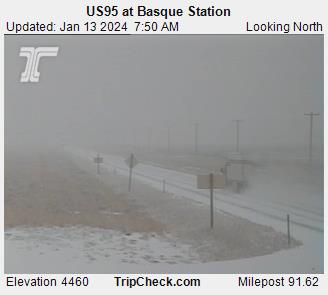 US95 at Basque Station
Updated: Jan 13 2024 7:50 AM Looking North
Elevation 4460 TripCheck.com Milepost 91.62